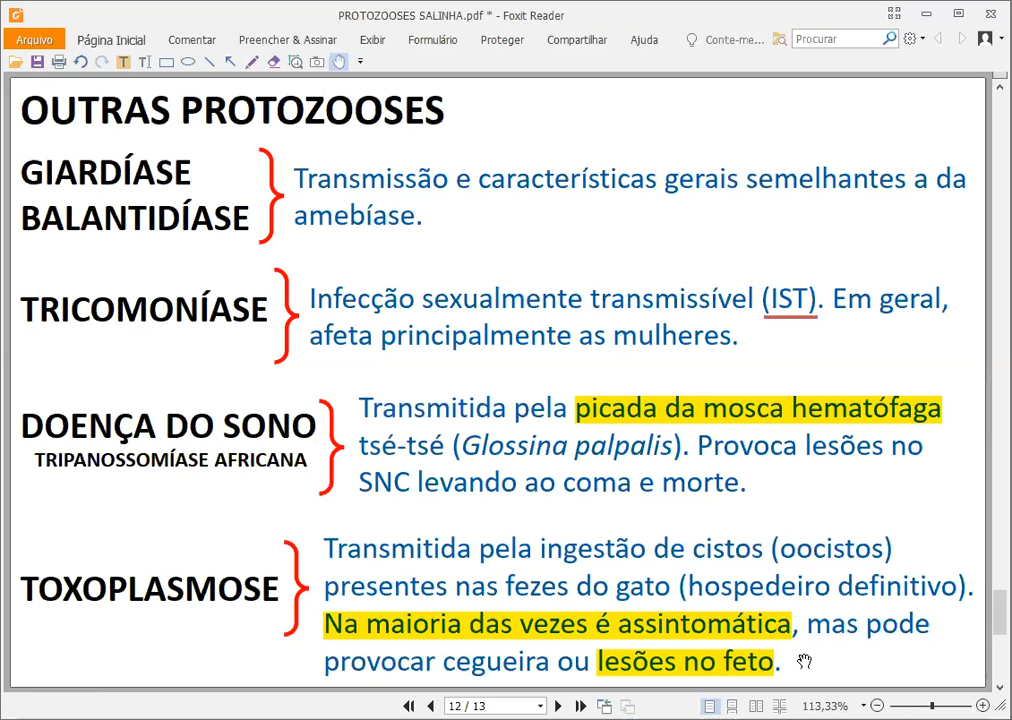 PROTOZOOSES SALINHA.pdf * - Foxit Reader
Arquivo Página Inicial Comentar Preencher & Assinar Exibir Formulário Proteger Compartilhar Ajuda Conte-me... Procurar
OUTRAS PROTOZOOSES
GIARDÍASE
BALANTIDÍASE
Transmissão e características gerais semelhantes a da
amebíase.
TRICOMONÍASE
Infecção sexualmente transmissível (IST). Em geral,
afeta principalmente as mulheres.
DOENÇA DO SONO
TRIPANOSSOMÍASE AFRICANA
Transmitida pela picada da mosca hematófaga
tsé-tsé (Glossina palpalis). Provoca lesões no
SNC levando ao coma e morte.
TOXOPLASMOSE
Transmitida pela ingestão de cistos (oocistos)
presentes nas fezes do gato (hospedeiro definitivo).
Na maioria das vezes é assintomática, mas pode
provocar cegueira ou lesões no feto.
12 / 13 113,33%